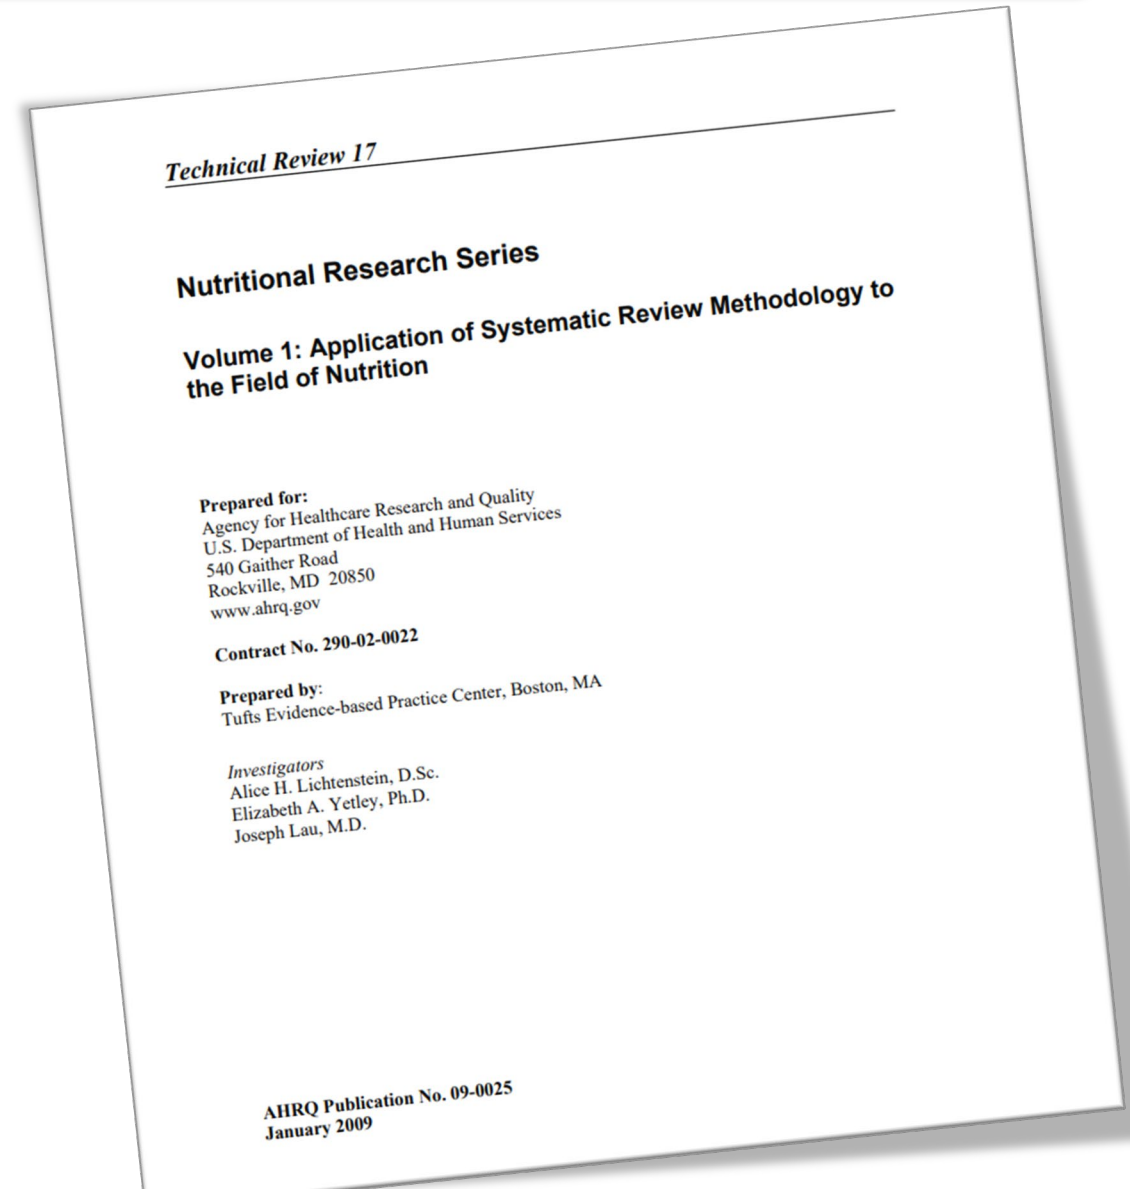 Technical Review 17
Nutritional Research Series
Volume 1: Application of Systematic Review Methodology to
the Field of Nutrition
Prepared for:
Agency for Healthcare Research and Quality
U.S. Department of Health and Human Services
540 Gaither Road
Rockville, MD  20850
www.ahrq.gov
Contract No. 290-02-0022
Prepared by:
Tufts Evidence-based Practice Center, Boston, MA
Investigators
Alice H. Lichtenstein, D.Sc.
Elizabeth A. Yetley, Ph.D.
Joseph Lau, M.D.
AHRQ Publication No. 09-0025
January 2009